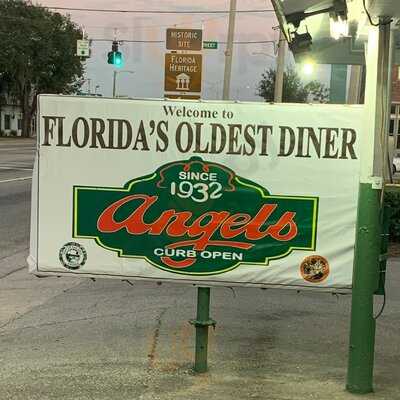 HISTORIC
SITE
FLORIDA
HERITAGE
Welcome to
FLORIDA'S OLDEST DINER
SINCE
1932
Angels
CURB OPEN